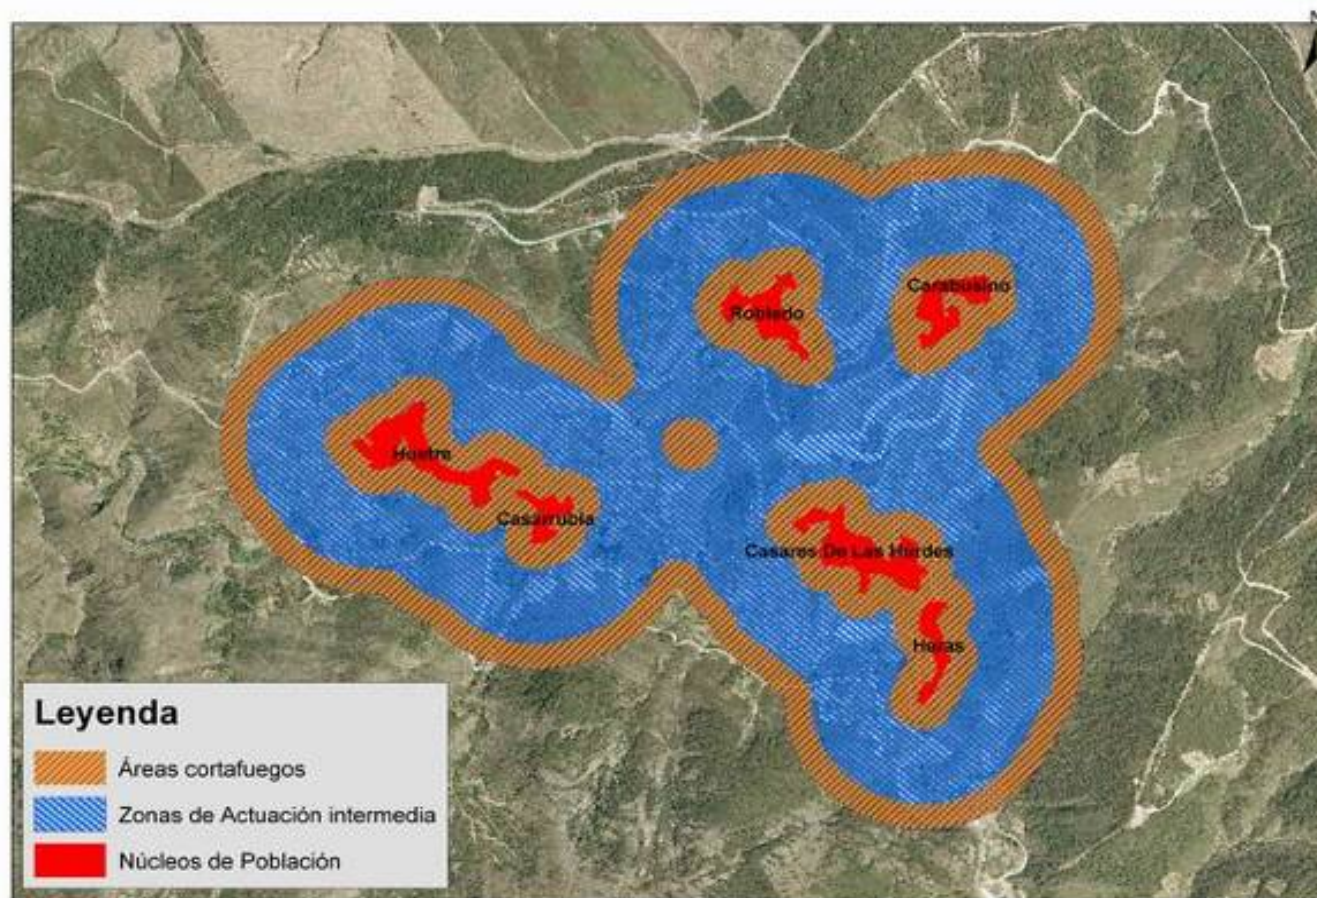 N
Robledo
Carabusino
Huetre
Casarrubia
Casares De Las Hurdes
Heras
Leyenda
Áreas cortafuegos
Zonas de Actuación intermedia
Núcleos de Población